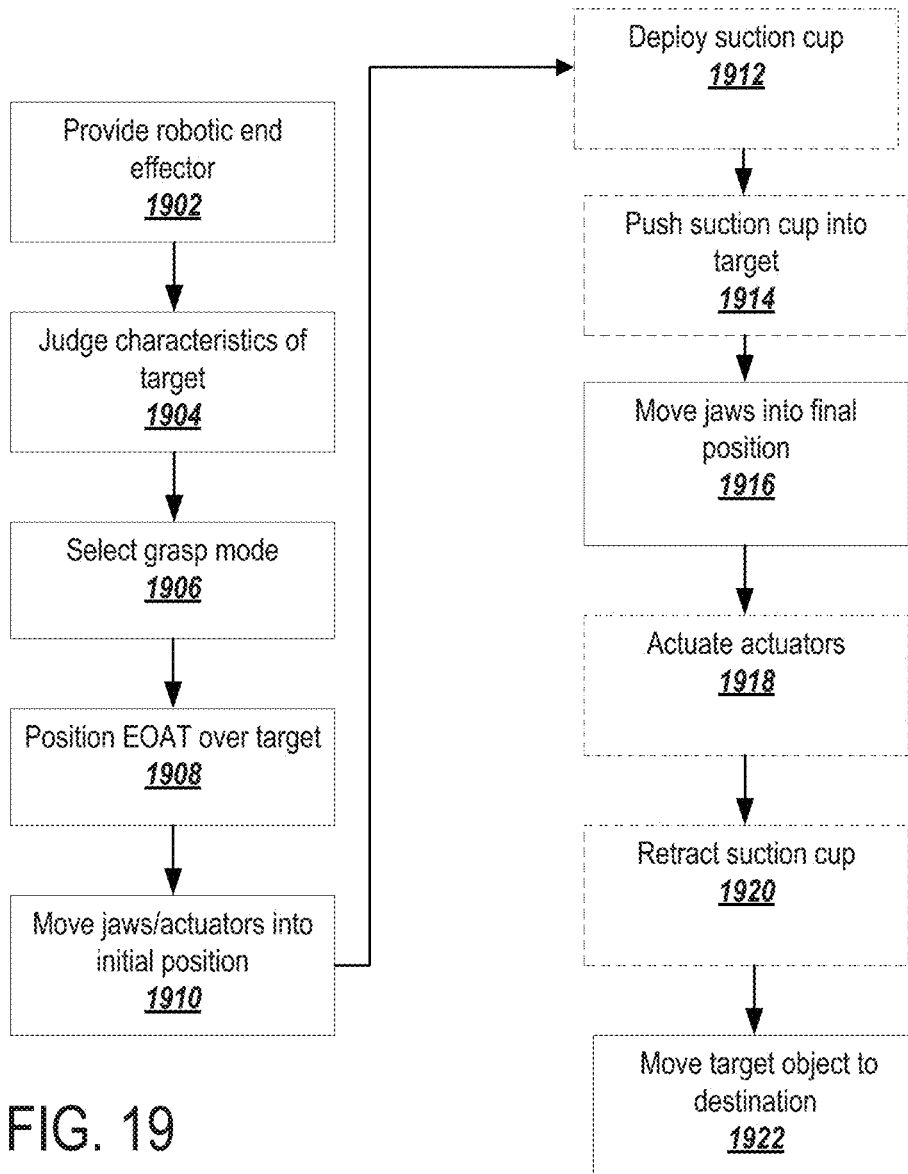 Provide robotic end
effector
1902
Judge characteristics of
target
1904
Select grasp mode
1906
Position EOAT over target
1908
Move jaws/actuators into
initial position
1910
Deploy suction cup
1912
Push suction cup into
target
1914
Move jaws into final
position
1916
Actuate actuators
1918
Retract suction cup
1920
Move target object to
destination
1922
FIG. 19